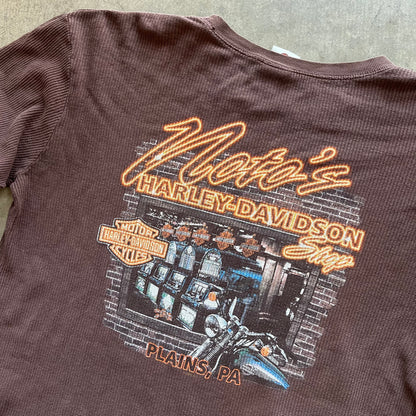 Noto's
HARLEY-DAVIDSON
Shop
MOTOR
HARLEY-DAVIDSON
CYCLES
PLAINS, PA